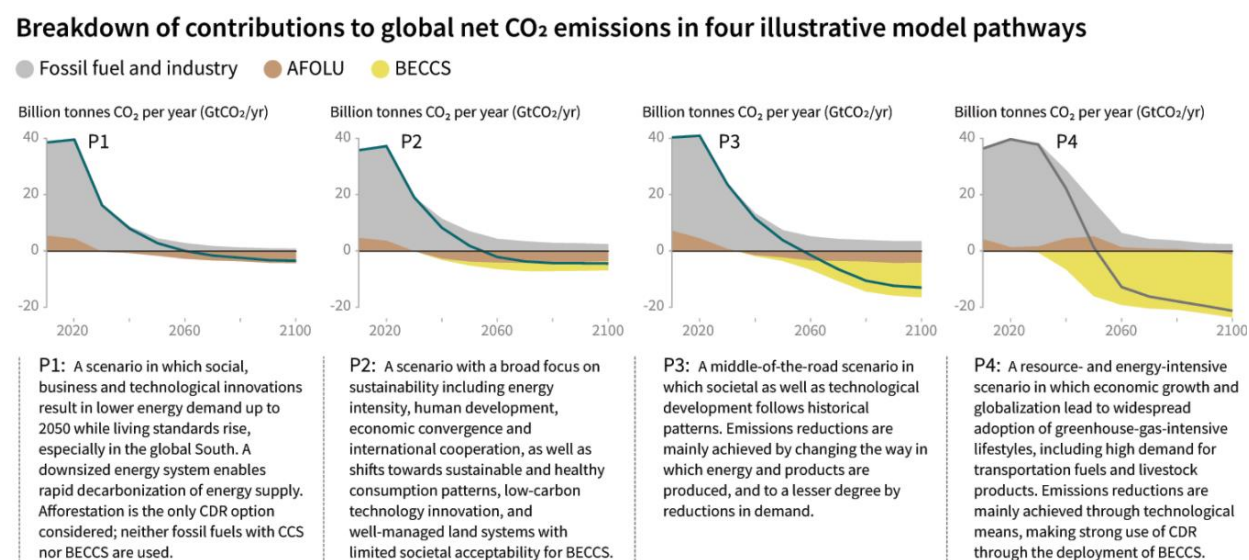 Breakdown of contributions to global net CO₂ emissions in four illustrative model pathways
Fossil fuel and industry AFOLU BECCS
Billion tonnes CO₂ per year (GtCO₂/yr)
P1
40
20
0
-20
2020 2060 2100
Billion tonnes CO₂ per year (GtCO₂/yr)
P2
40
20
0
-20
2020 2060 2100
Billion tonnes CO₂ per year (GtCO₂/yr)
P3
40
20
0
-20
2020 2060 2100
Billion tonnes CO₂ per year (GtCO₂/yr)
P4
40
20
0
-20
2020 2060 2100
P1: A scenario in which social,
business and technological innovations
result in lower energy demand up to
2050 while living standards rise,
especially in the global South. A
downsized energy system enables
rapid decarbonization of energy supply.
Afforestation is the only CDR option
considered; neither fossil fuels with CCS
nor BECCS are used.
P2: A scenario with a broad focus on
sustainability including energy
intensity, human development,
economic convergence and
international cooperation, as well as
shifts towards sustainable and healthy
consumption patterns, low-carbon
technology innovation, and
well-managed land systems with
limited societal acceptability for BECCS.
P3: A middle-of-the-road scenario in
which societal as well as technological
development follows historical
patterns. Emissions reductions are
mainly achieved by changing the way in
which energy and products are
produced, and to a lesser degree by
reductions in demand.
P4: A resource- and energy-intensive
scenario in which economic growth and
globalization lead to widespread
adoption of greenhouse-gas-intensive
lifestyles, including high demand for
transportation fuels and livestock
products. Emissions reductions are
mainly achieved through technological
means, making strong use of CDR
through the deployment of BECCS.